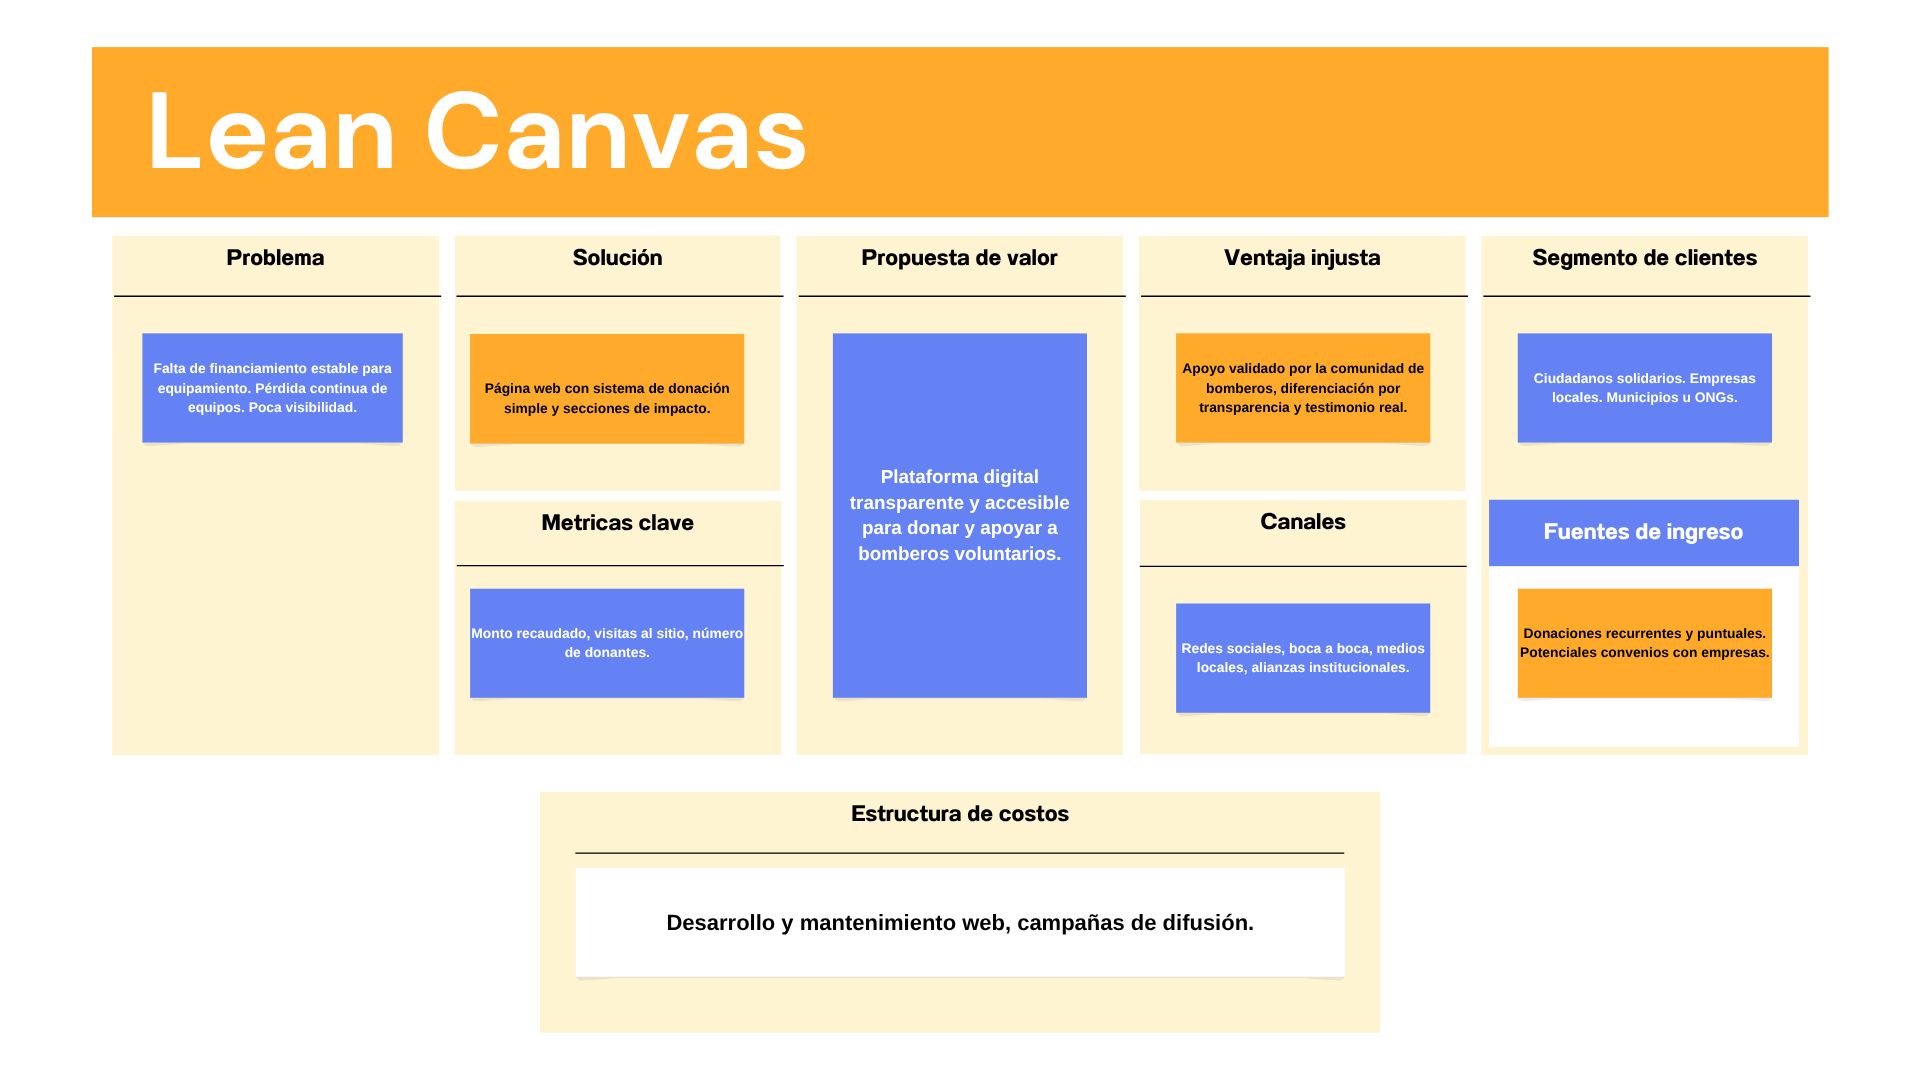 Lean Canvas
Problema
Falta de financiamiento estable para
equipamiento. Pérdida continua de
equipos. Poca visibilidad.
Solución
Página web con sistema de donación
simple y secciones de impacto.
Metricas clave
Monto recaudado, visitas al sitio, número
de donantes.
Propuesta de valor
Plataforma digital
transparente y accesible
para donar y apoyar a
bomberos voluntarios.
Ventaja injusta
Apoyo validado por la comunidad de
bomberos, diferenciación por
transparencia y testimonio real.
Canales
Redes sociales, boca a boca, medios
locales, alianzas institucionales.
Segmento de clientes
Ciudadanos solidarios. Empresas
locales. Municipios u ONGs.
Fuentes de ingreso
Donaciones recurrentes y puntuales.
Potenciales convenios con empresas.
Estructura de costos
Desarrollo y mantenimiento web, campañas de difusión.